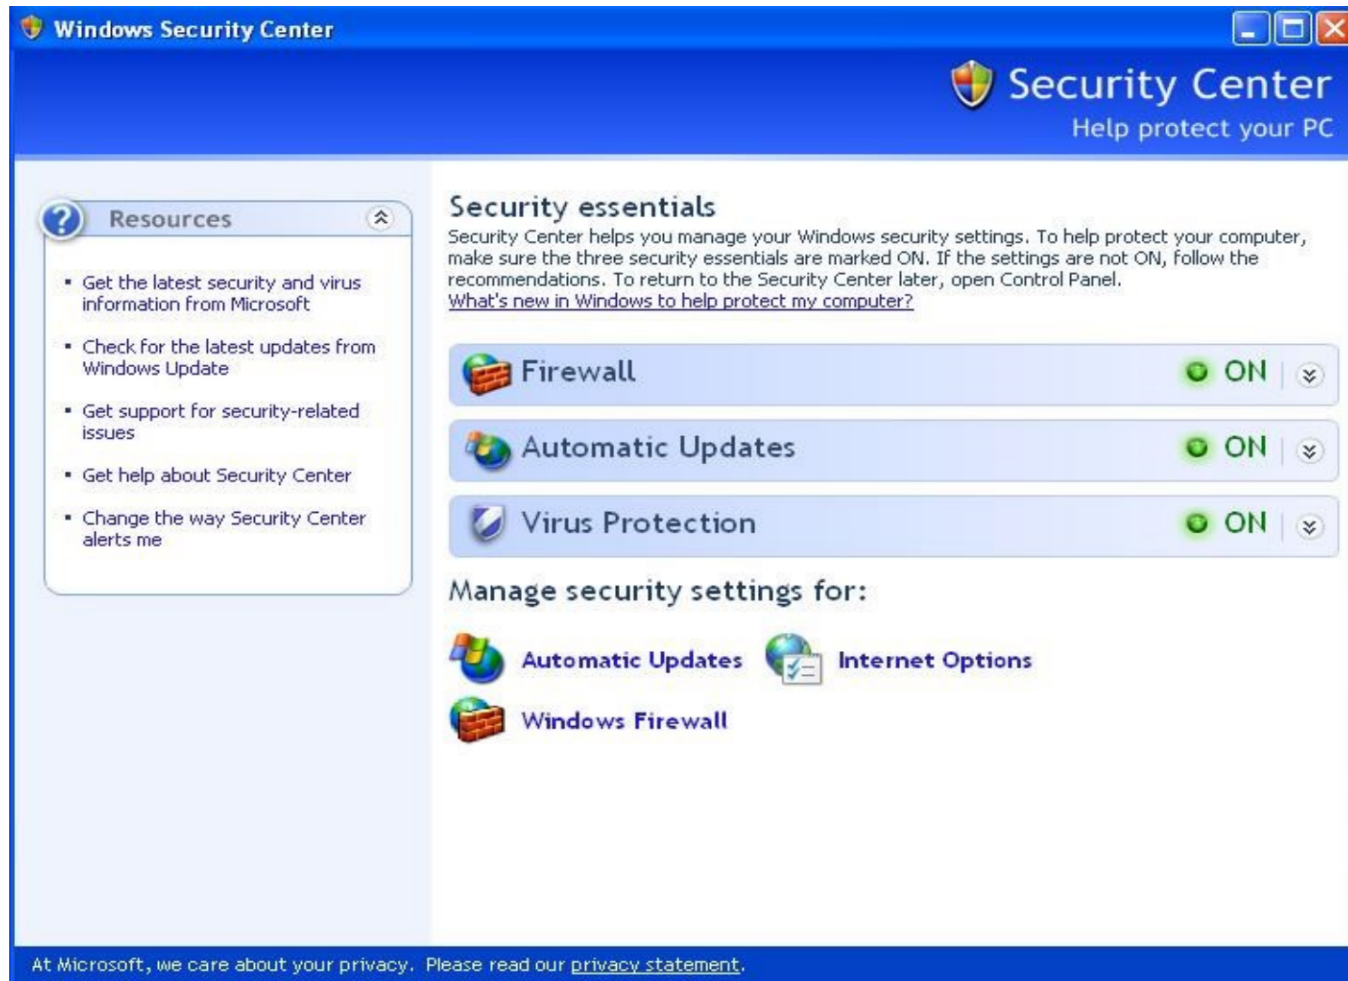 Windows Security Center
Security Center
Help protect your PC
Resources
Get the latest security and virus
information from Microsoft
Check for the latest updates from
Windows Update
Get support for security-related
issues
Get help about Security Center
Change the way Security Center
alerts me
Security essentials
Security Center helps you manage your Windows security settings. To help protect your computer,
make sure the three security essentials are marked ON. If the settings are not ON, follow the
recommendations. To return to the Security Center later, open Control Panel.
What's new in Windows to help protect my computer?
Firewall ON
Automatic Updates ON
Virus Protection ON
Manage security settings for:
Automatic Updates Internet Options
Windows Firewall
At Microsoft, we care about your privacy. Please read our privacy statement.